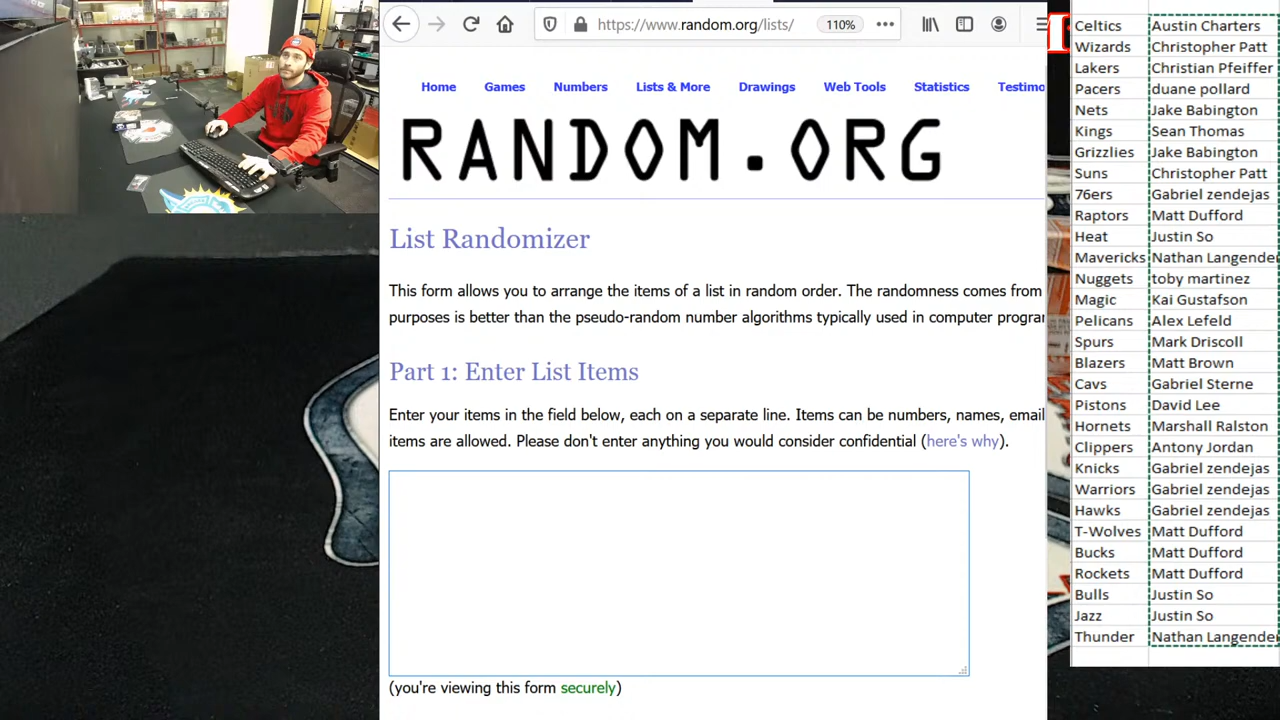 https://www.random.org/lists/
110%
Home Games Numbers Lists & More Drawings Web Tools Statistics Testimo
RANDOM.ORG
List Randomizer
This form allows you to arrange the items of a list in random order. The randomness comes from
purposes is better than the pseudo-random number algorithms typically used in computer program
Part 1: Enter List Items
Enter your items in the field below, each on a separate line. Items can be numbers, names, email
items are allowed. Please don't enter anything you would consider confidential (here's why).
(you're viewing this form securely)
Celtics Austin Charters
Wizards Christopher Patt
Lakers Christian Pfeiffer
Pacers duane pollard
Nets Jake Babington
Kings Sean Thomas
Grizzlies Jake Babington
Suns Christopher Patt
76ers Gabriel zendejas
Raptors Matt Dufford
Heat Justin So
Mavericks Nathan Langender
Nuggets toby martinez
Magic Kai Gustafson
Pelicans Alex Lefeld
Spurs Mark Driscoll
Blazers Matt Brown
Cavs Gabriel Sterne
Pistons David Lee
Hornets Marshall Ralston
Clippers Antony Jordan
Knicks Gabriel zendejas
Warriors Gabriel zendejas
Hawks Gabriel zendejas
T-Wolves Matt Dufford
Bucks Matt Dufford
Rockets Matt Dufford
Bulls Justin So
Jazz Justin So
Thunder Nathan Langender